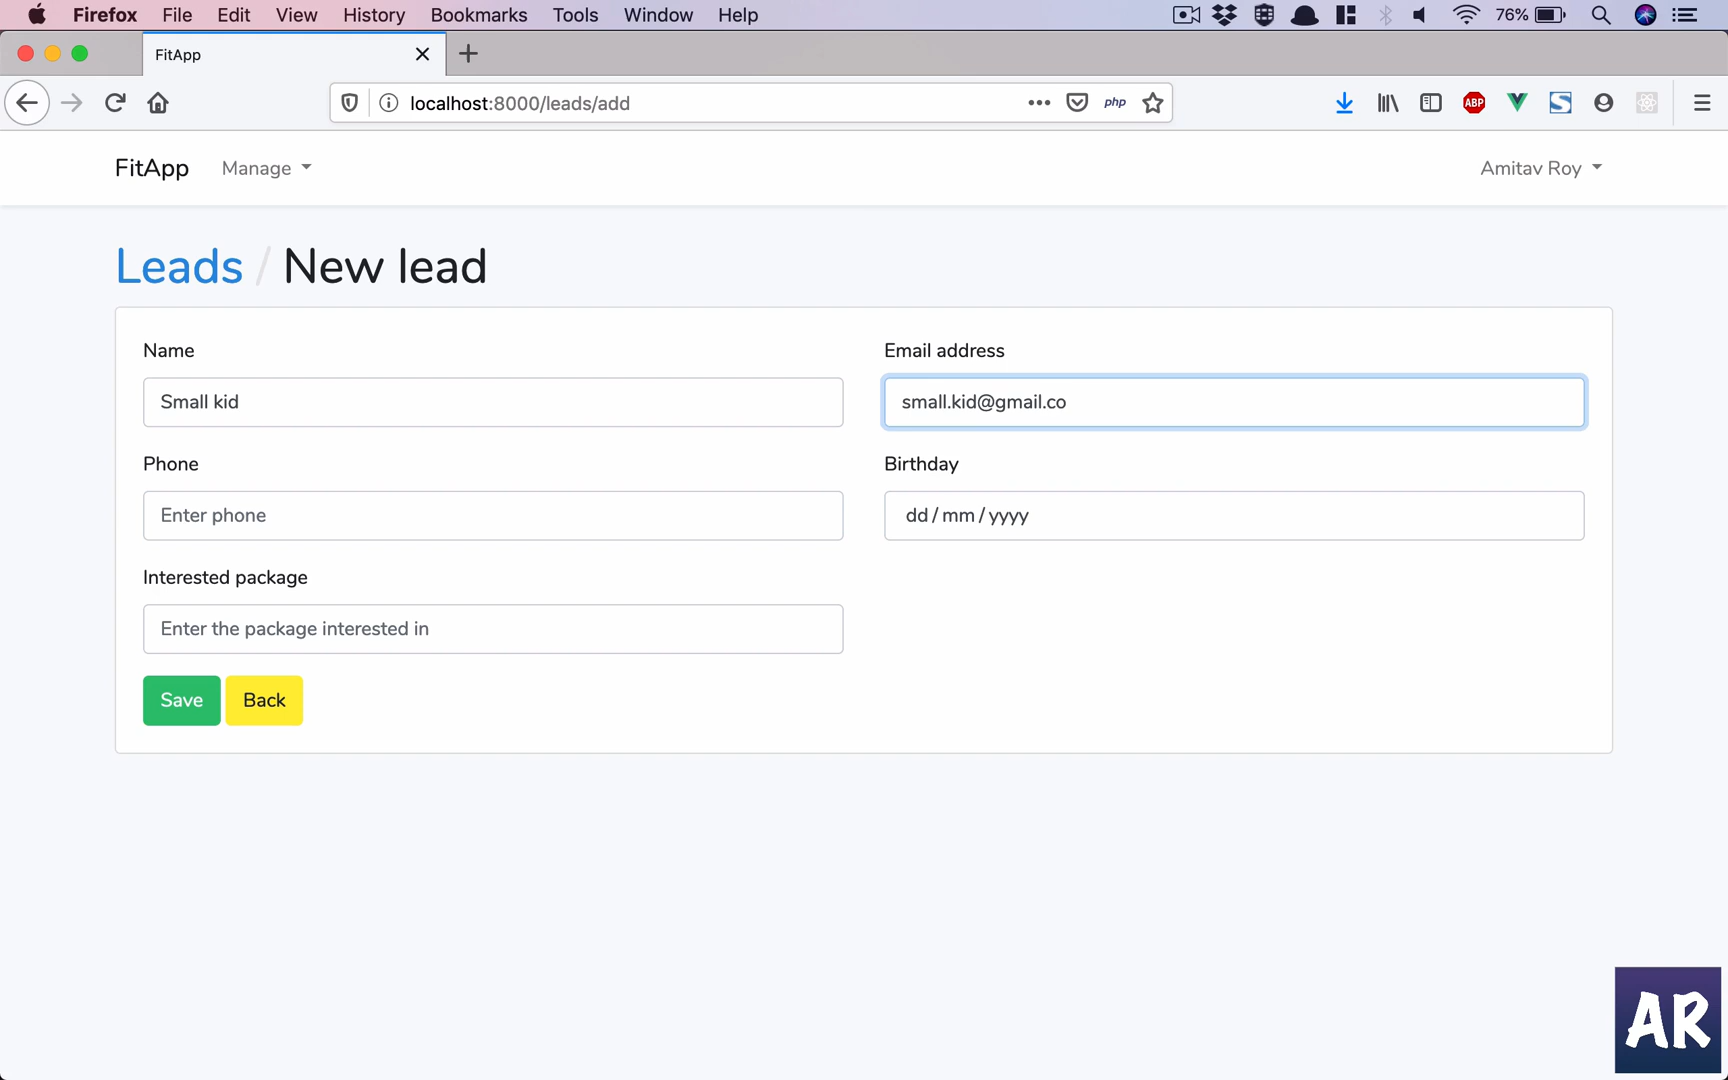 Firefox File Edit View History Bookmarks Tools Window Help 76%
FitApp
localhost:8000/leads/add php ABP
FitApp Manage Amitav Roy
Leads / New lead
Name Email address
Small kid small.kid@gmail.co
Phone Birthday
Enter phone dd / mm / yyyy
Interested package
Enter the package interested in
Save Back
AR